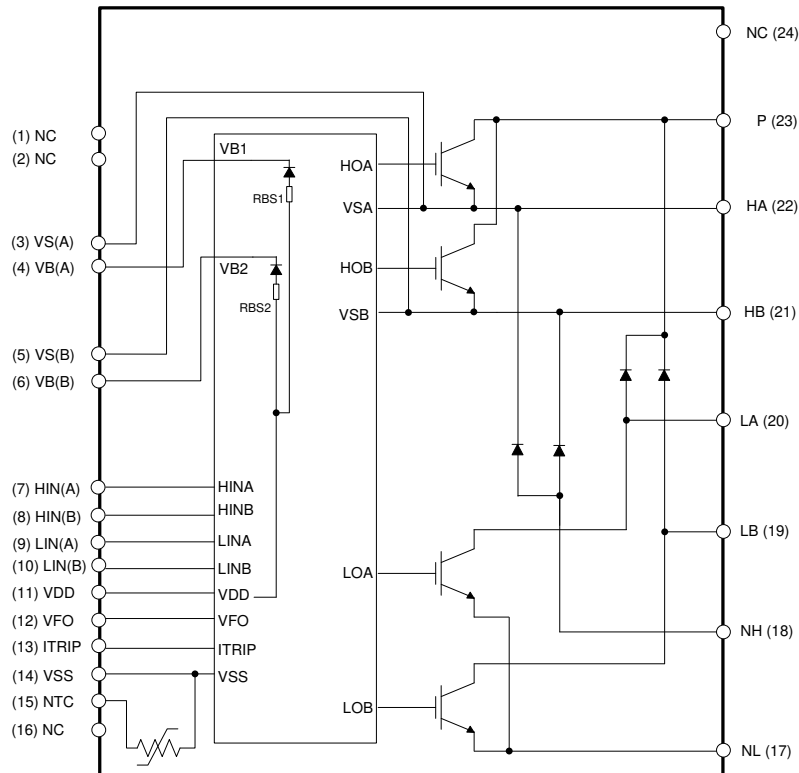 NC (24)
(1) NC
(2) NC
(3) VS(A)
(4) VB(A)
(5) VS(B)
(6) VB(B)
(7) HIN(A)
(8) HIN(B)
(9) LIN(A)
(10) LIN(B)
(11) VDD
(12) VFO
(13) ITRIP
(14) VSS
(15) NTC
(16) NC
VB1
RBS1
VB2
RBS2
HINA
HINB
LINA
LINB
VDD
VFO
ITRIP
VSS
HOA
VSA
HOB
VSB
LOA
LOB
P (23)
HA (22)
HB (21)
LA (20)
LB (19)
NH (18)
NL (17)